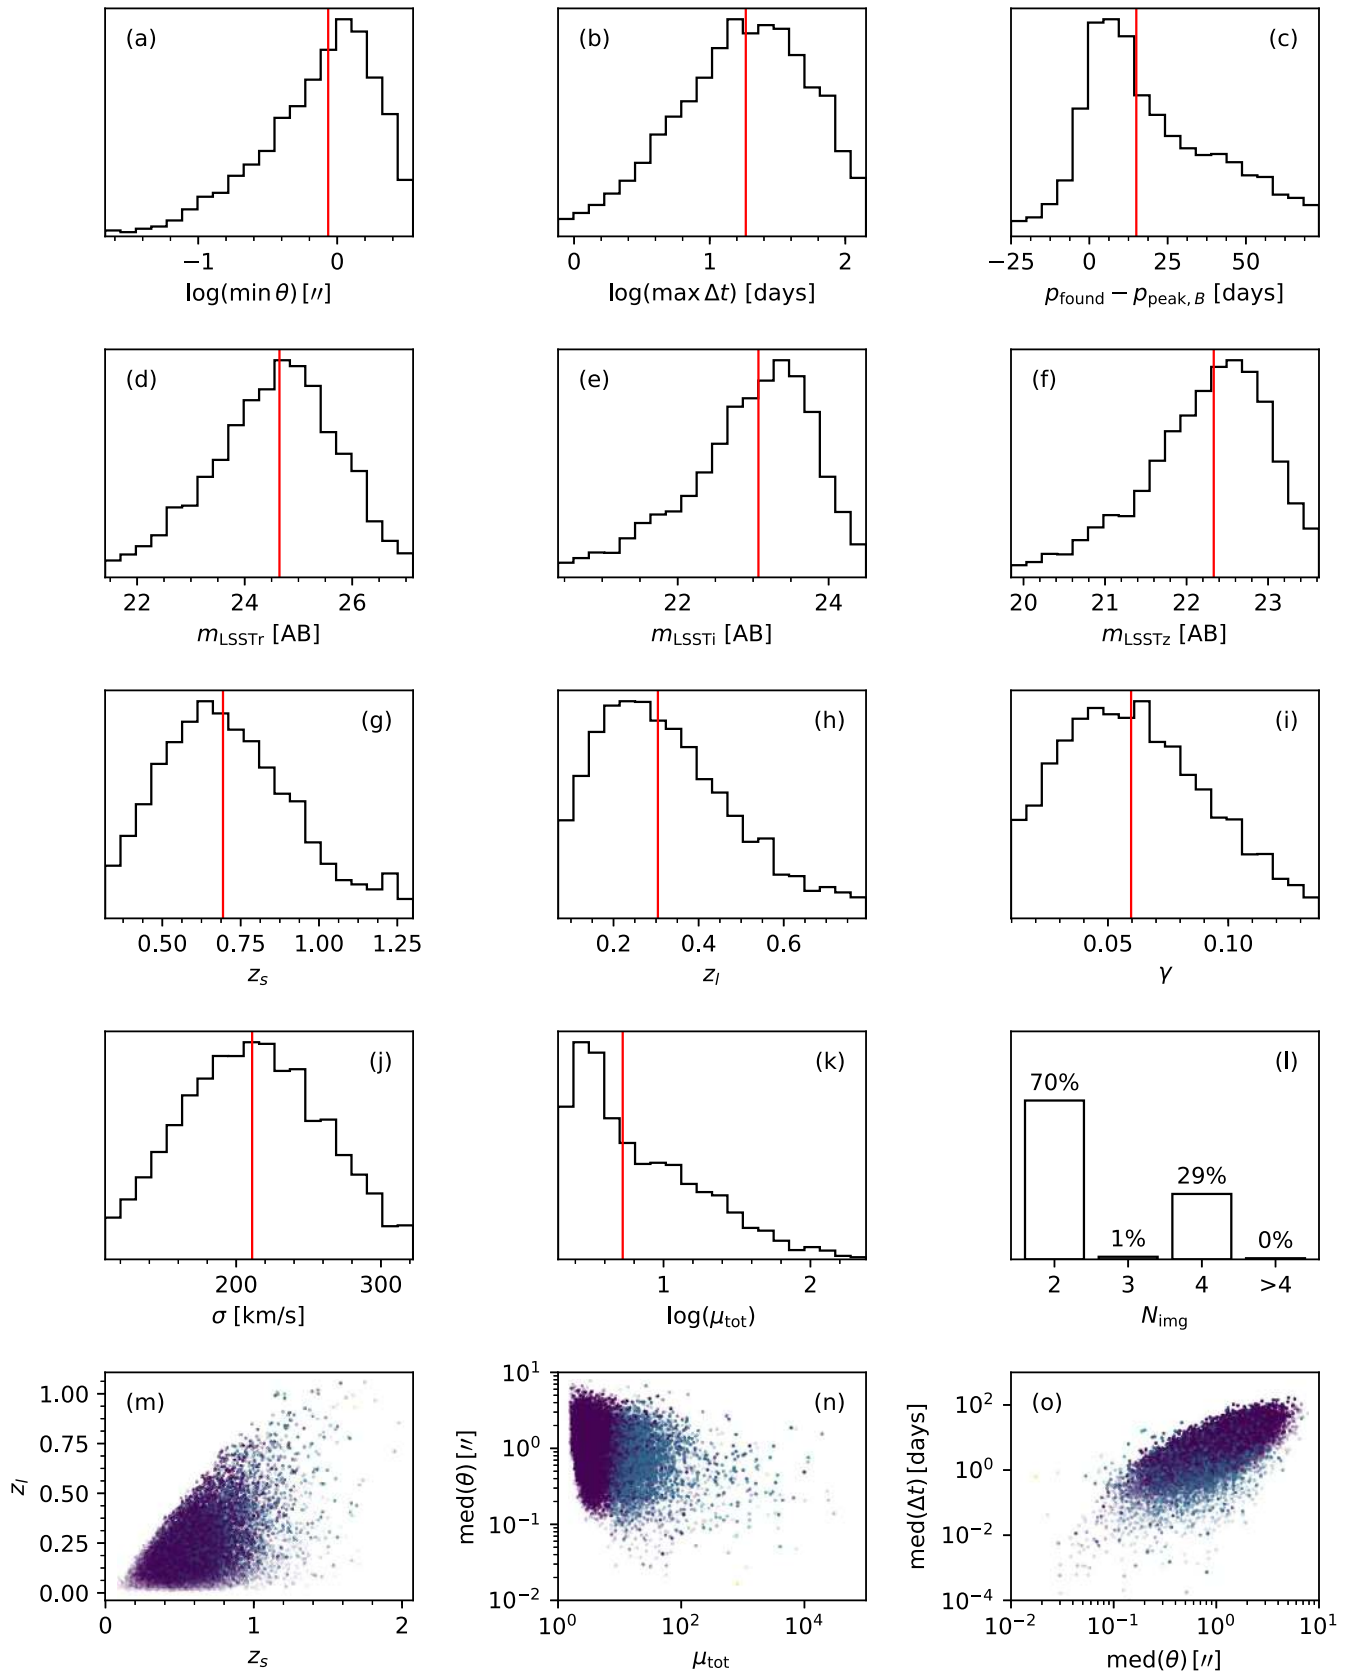 (a) (b) (c)
−1 0 0 1 2 −25 0 25 50
log(min θ) [″] log(max Δt) [days] p_found − p_peak, B [days]
(d) (e) (f)
22 24 26 22 24 20 21 22 23
m_LSSTr [AB] m_LSSTi [AB] m_LSSTz [AB]
(g) (h) (i)
0.50 0.75 1.00 1.25 0.2 0.4 0.6 0.05 0.10
z_s z_l γ
(j) (k) (l)
70%
29%
1% 0%
200 300 1 2 2 3 4 >4
σ [km/s] log(μ_tot) N_img
(m) (n) (o)
1.00
0.75
0.50
0.25
0.00
z_l
0 1 2
z_s
10^1
10^0
10^−1
10^−2
med(θ) [″]
10^0 10^2 10^4
μ_tot
10^2
10^0
10^−2
10^−4
med(Δt) [days]
10^−2 10^−1 10^0 10^1
med(θ) [″]